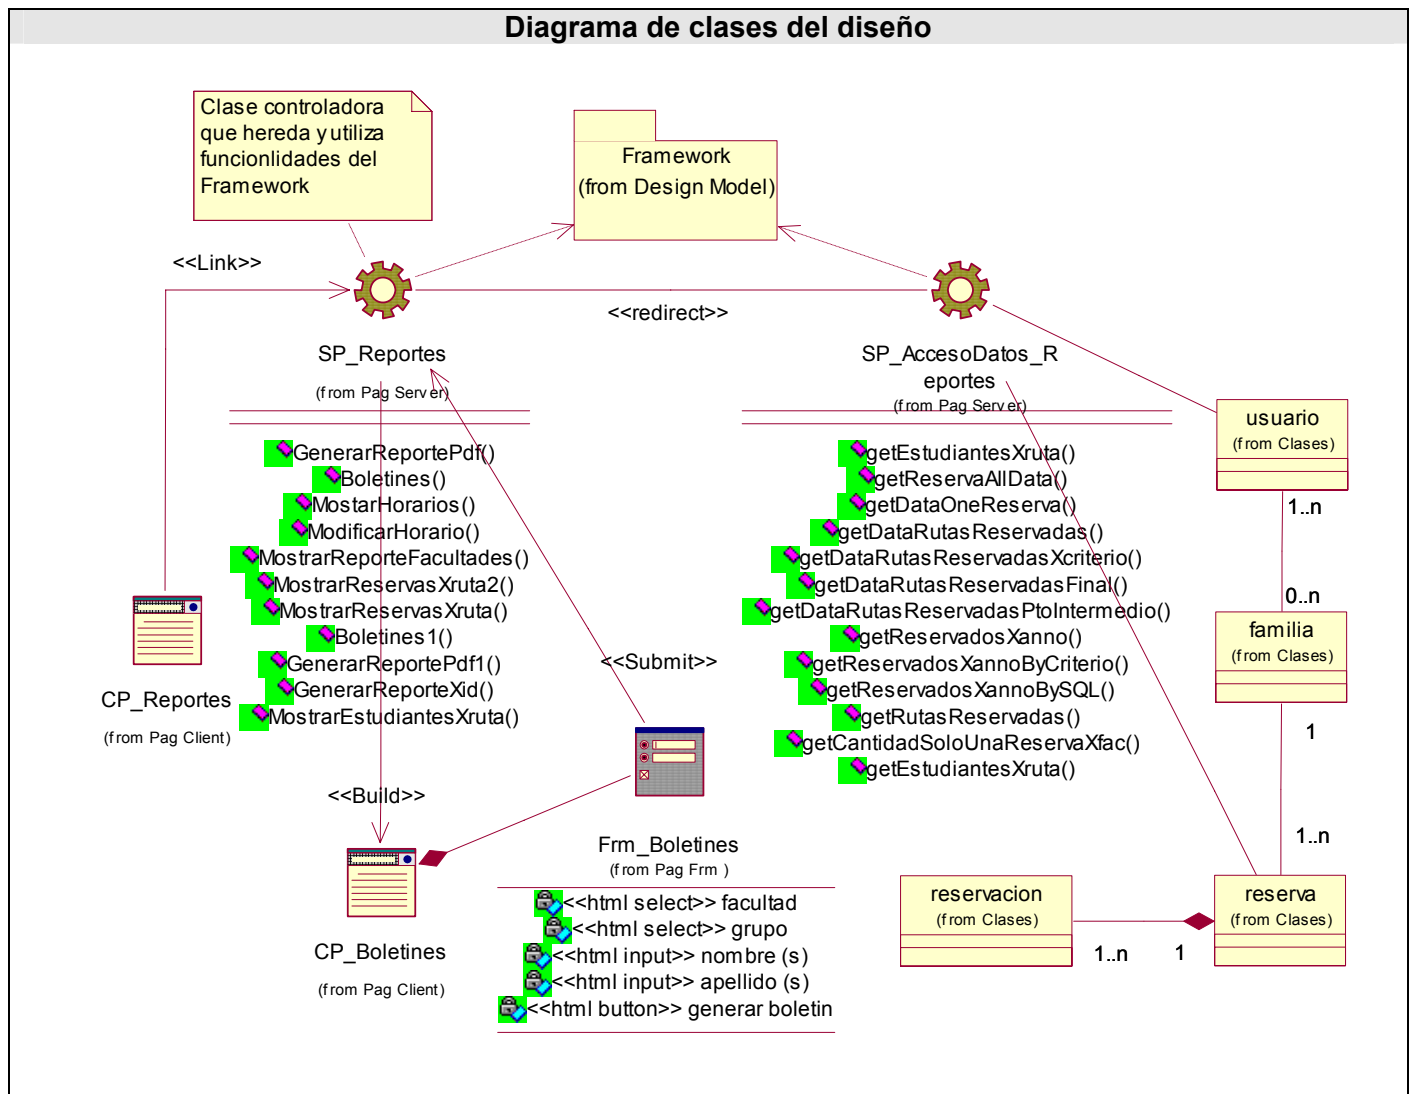 Diagrama de clases del diseño
Clase controladora
que hereda y utiliza
funcionlidades del
Framework
Framework
(from Design Model)
<<Link>>
<<redirect>>
SP_Reportes
(from Pag Server)
GenerarReportePdf()
Boletines()
MostarHorarios()
ModificarHorario()
MostrarReporteFacultades()
MostrarReservasXruta2()
MostrarReservasXruta()
Boletines1()
GenerarReportePdf1()
GenerarReporteXid()
MostrarEstudiantesXruta()
SP_AccesoDatos_R
eportes
(from Pag Server)
getEstudiantesXruta()
getReservaAllData()
getDataOneReserva()
getDataRutasReservadas()
getDataRutasReservadasXcriterio()
getDataRutasReservadasFinal()
getDataRutasReservadasPtoIntermedio()
getReservadosXanno()
getReservadosXannoByCriterio()
getReservadosXannoBySQL()
getRutasReservadas()
getCantidadSoloUnaReservaXfac()
getEstudiantesXruta()
usuario
(from Clases)
1..n
0..n
familia
(from Clases)
1
1..n
CP_Reportes
(from Pag Client)
<<Submit>>
<<Build>>
CP_Boletines
(from Pag Client)
Frm_Boletines
(from Pag Frm )
<<html select>> facultad
<<html select>> grupo
<<html input>> nombre (s)
<<html input>> apellido (s)
<<html button>> generar boletin
reservacion
(from Clases)
1..n
1
reserva
(from Clases)